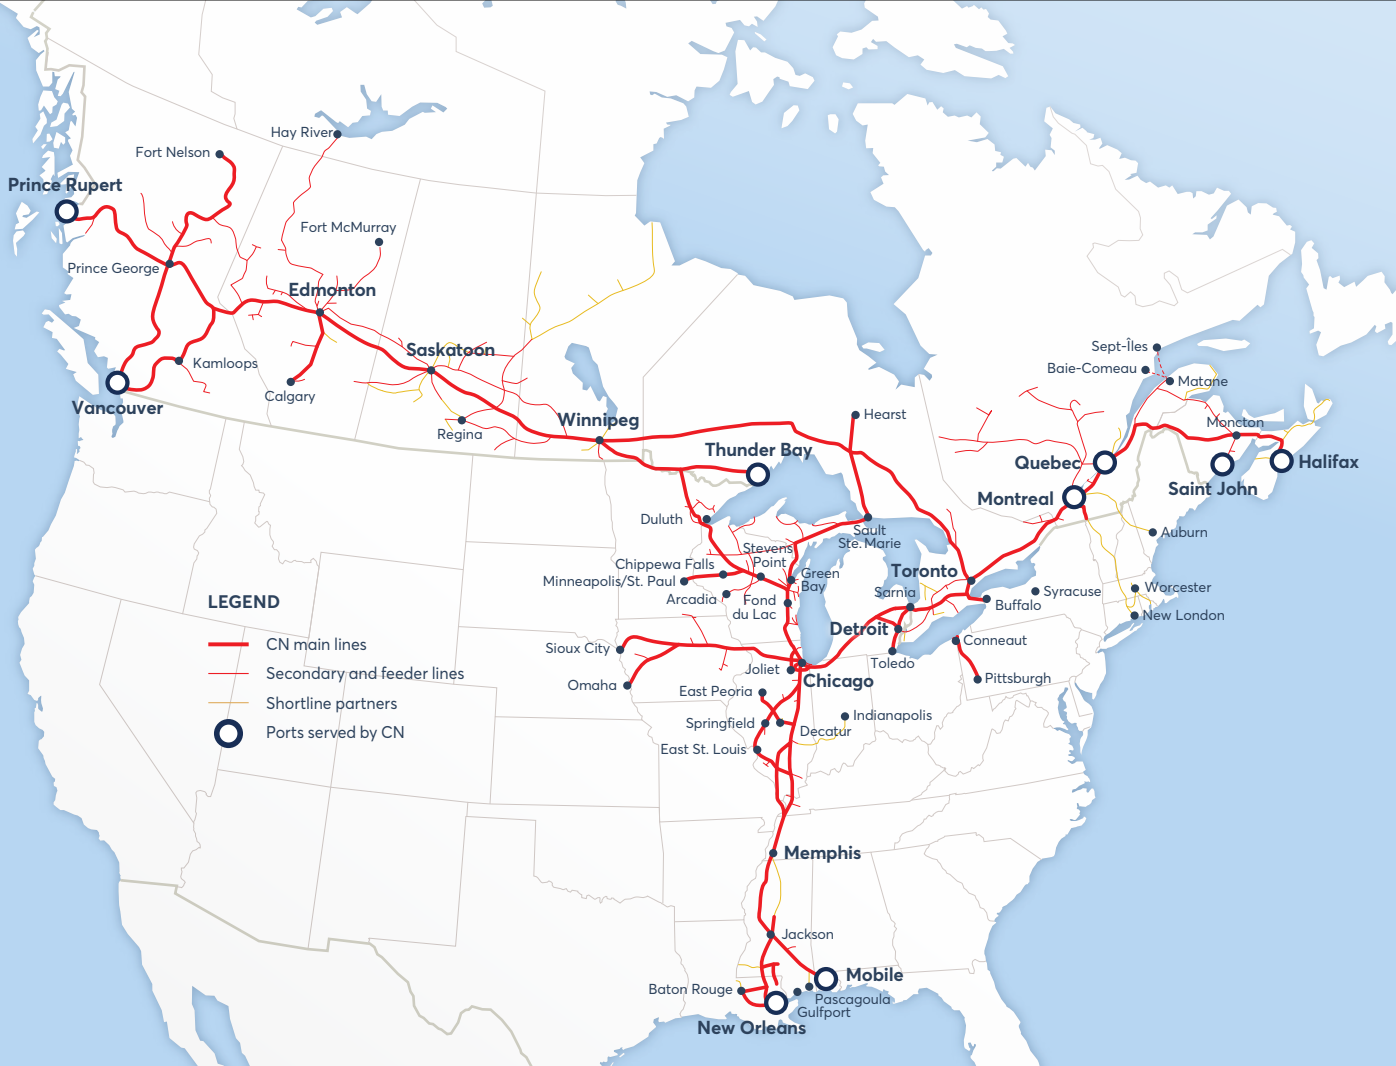 Hay River
Fort Nelson
Prince Rupert
Fort McMurray
Prince George
Edmonton
Saskatoon
Kamloops
Calgary
Vancouver
Regina
Winnipeg
Hearst
Thunder Bay
Sept-Îles
Baie-Comeau
Matane
Moncton
Quebec
Halifax
Montreal
Saint John
Duluth
Sault
Ste. Marie
Auburn
Stevens
Point
Chippewa Falls
Minneapolis/St. Paul
Green
Bay
Toronto
Sarnia
Syracuse
Worcester
Arcadia
Fond
du Lac
Buffalo
New London
Detroit
Conneaut
Sioux City
Toledo
Joliet
Chicago
Pittsburgh
Omaha
East Peoria
Springfield
Decatur
Indianapolis
East St. Louis
LEGEND
CN main lines
Secondary and feeder lines
Shortline partners
Ports served by CN
Memphis
Jackson
Mobile
Baton Rouge
Pascagoula
Gulfport
New Orleans